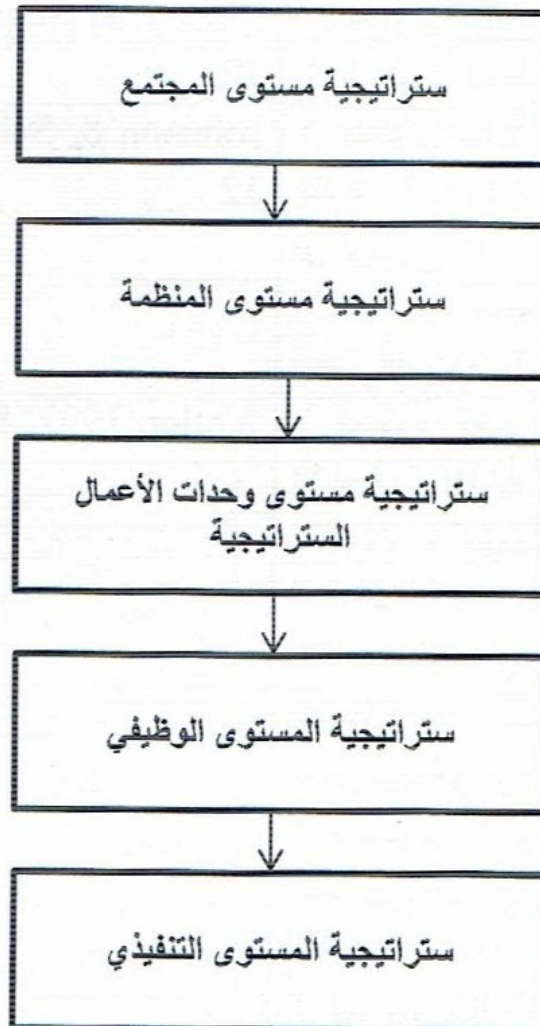 ستراتيجية مستوى المجتمع
ستراتيجية مستوى المنظمة
ستراتيجية مستوى وحدات الأعمال
الستراتيجية
ستراتيجية المستوى الوظيفي
ستراتيجية المستوى التنفيذي